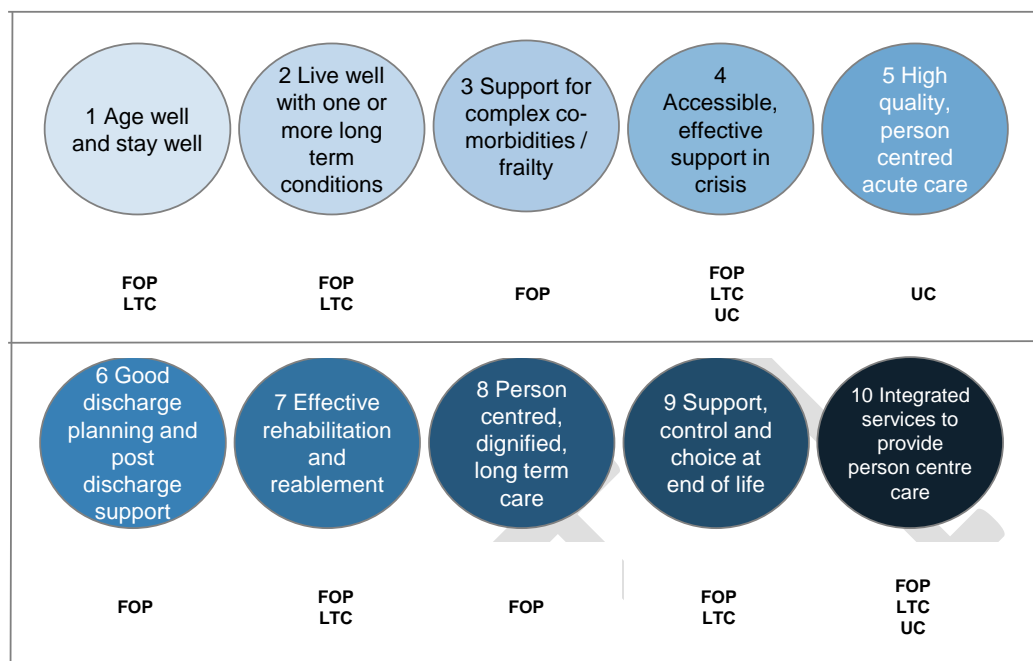 1 Age well
and stay well
2 Live well
with one or
more long
term
conditions
3 Support for
complex co-
morbidities /
frailty
4
Accessible,
effective
support in
crisis
5 High
quality,
person
centred
acute care
FOP
LTC
FOP
LTC
FOP
FOP
LTC
UC
UC
6 Good
discharge
planning and
post
discharge
support
7 Effective
rehabilitation
and
reablement
8 Person
centred,
dignified,
long term
care
9 Support,
control and
choice at
end of life
10 Integrated
services to
provide
person centre
care
FOP
FOP
LTC
FOP
FOP
LTC
FOP
LTC
UC